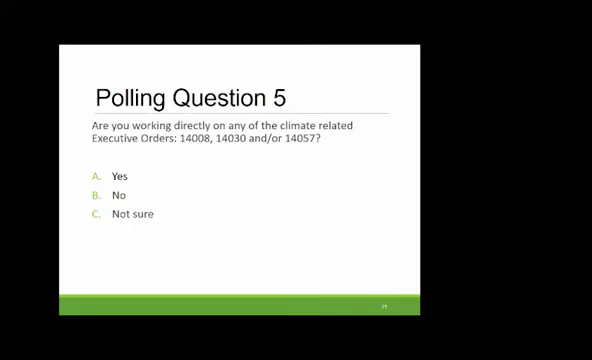 Polling Question 5
Are you working directly on any of the climate related
Executive Orders: 14008, 14030 and/or 14057?
A. Yes
B. No
C. Not sure